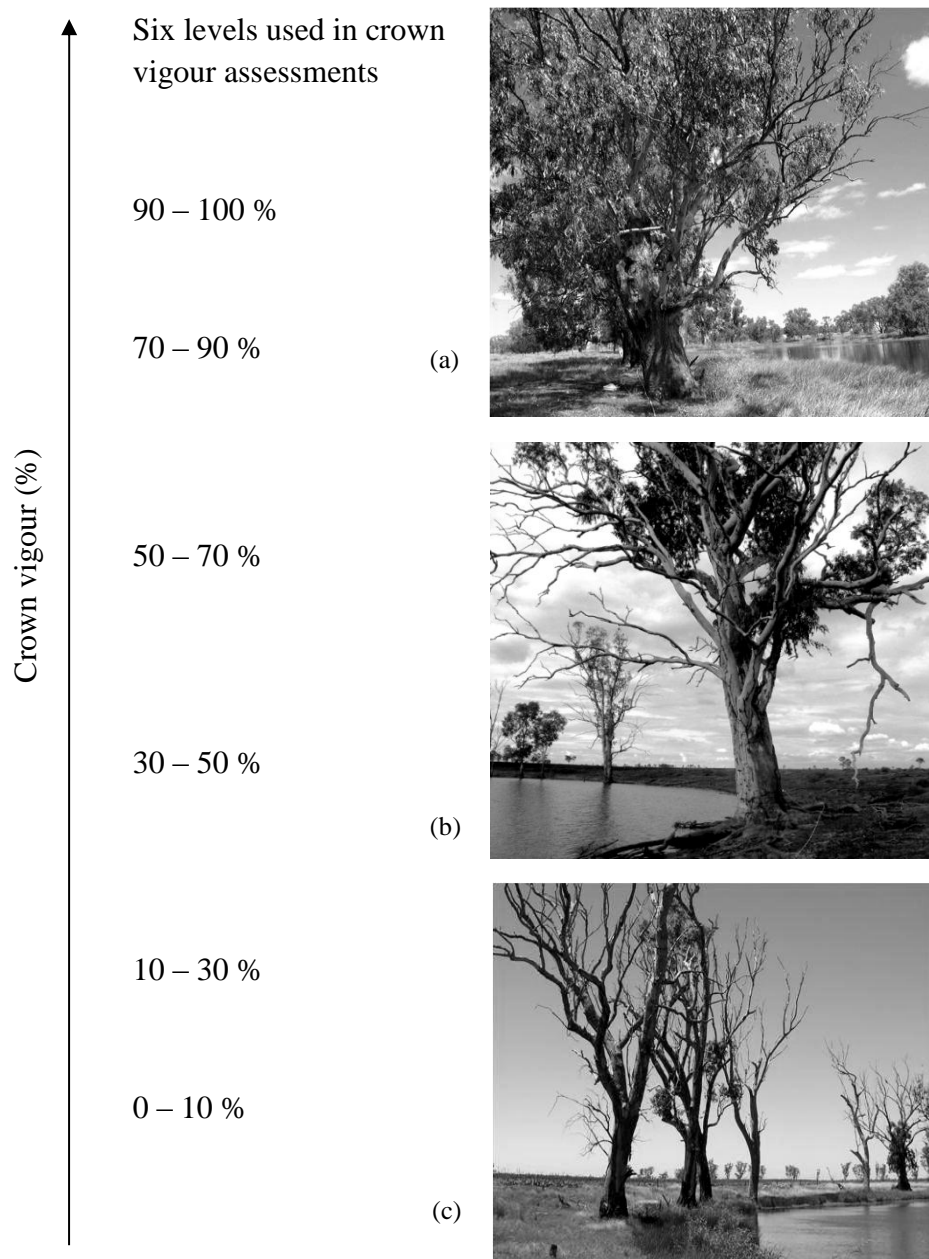 Six levels used in crown
vigour assessments
90 – 100 %
70 – 90 %
(a)
50 – 70 %
Crown vigour (%)
30 – 50 %
(b)
10 – 30 %
0 – 10 %
(c)